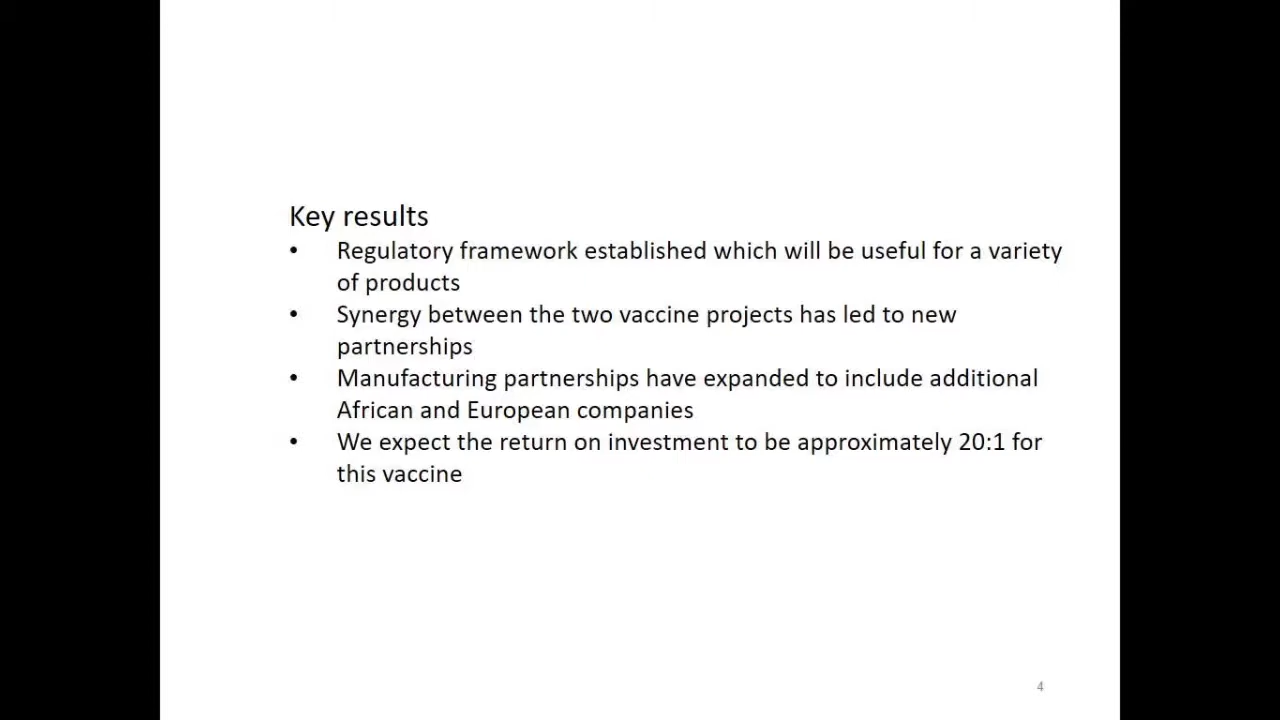 Key results
• Regulatory framework established which will be useful for a variety
of products
• Synergy between the two vaccine projects has led to new
partnerships
• Manufacturing partnerships have expanded to include additional
African and European companies
• We expect the return on investment to be approximately 20:1 for
this vaccine
4